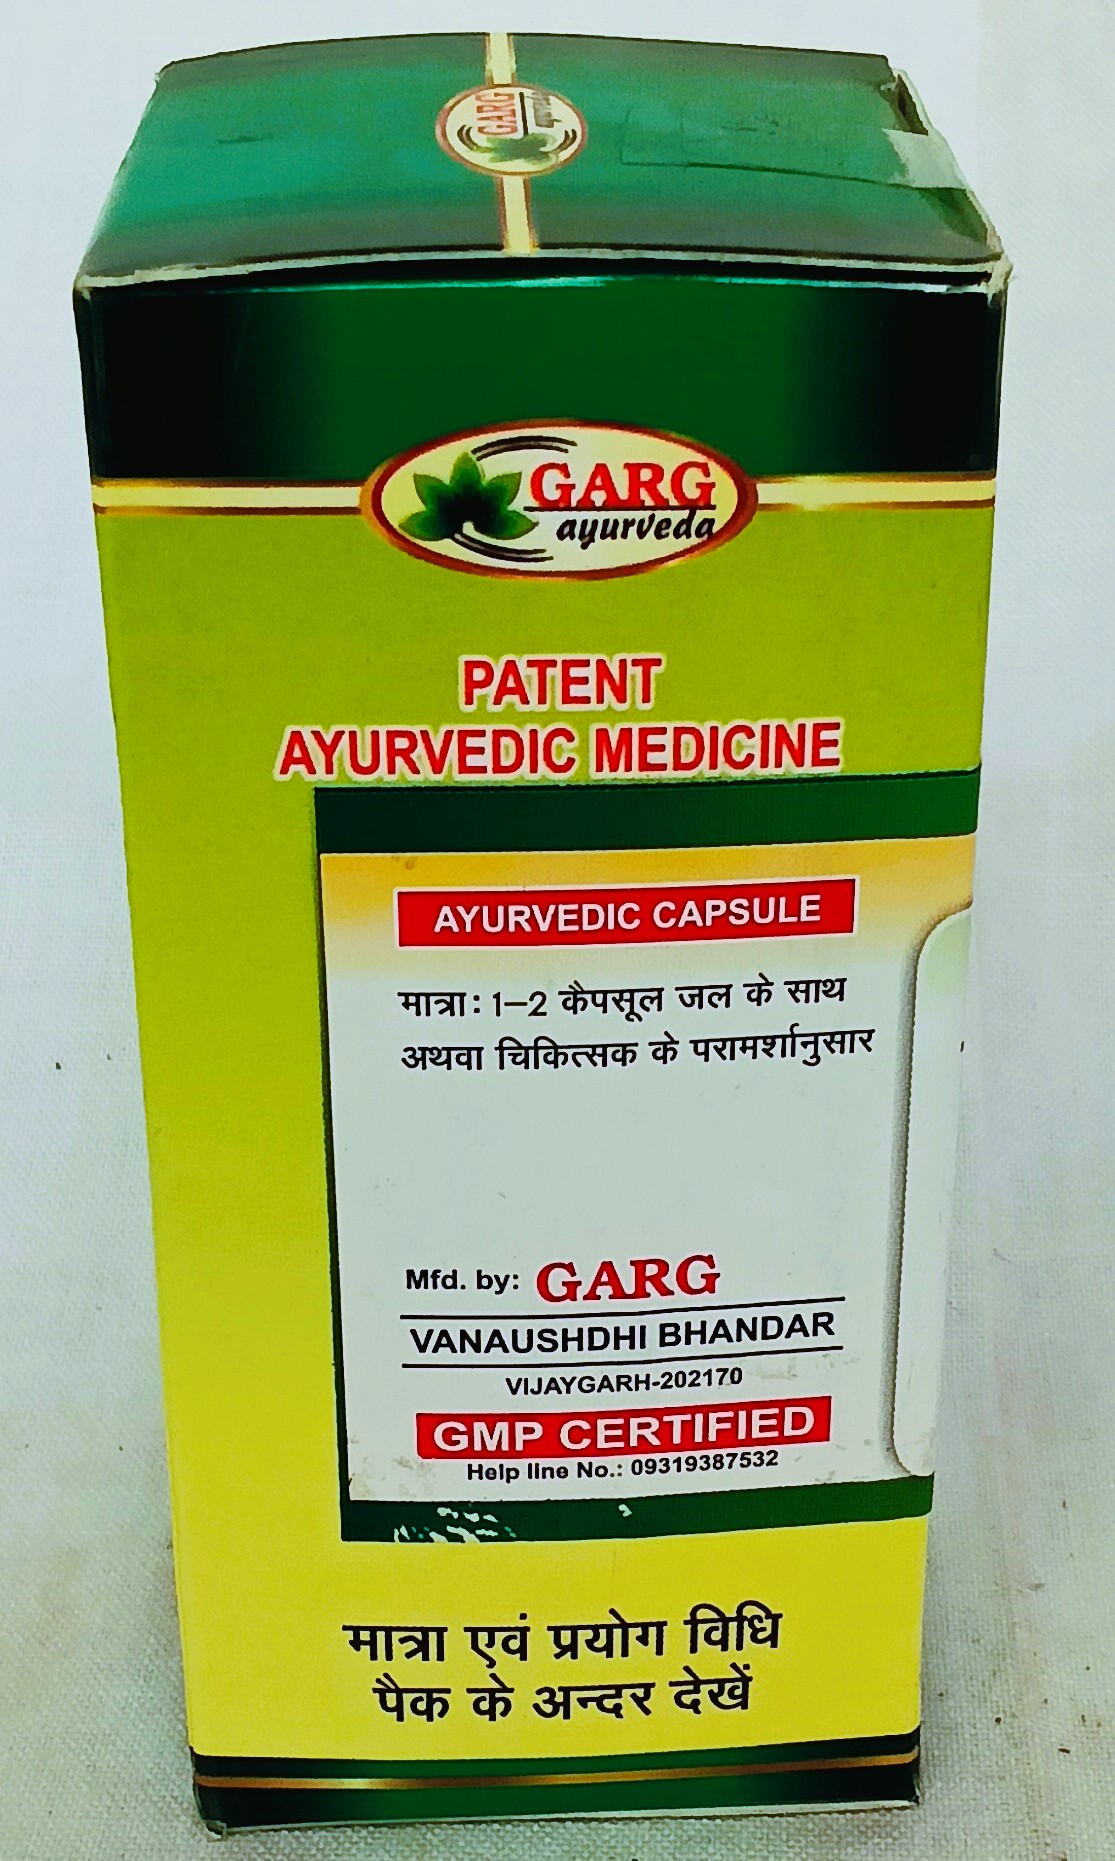 GARG
ayurveda
GARG
ayurveda
PATENT
AYURVEDIC MEDICINE
AYURVEDIC CAPSULE
मात्रा: 1–2 कैपसूल जल के साथ
अथवा चिकित्सक के परामर्शानुसार
Mfd. by: GARG
VANAUSHDHI BHANDAR
VIJAYGARH-202170
GMP CERTIFIED
Help line No.: 09319387532
मात्रा एवं प्रयोग विधि
पैक के अन्दर देखें